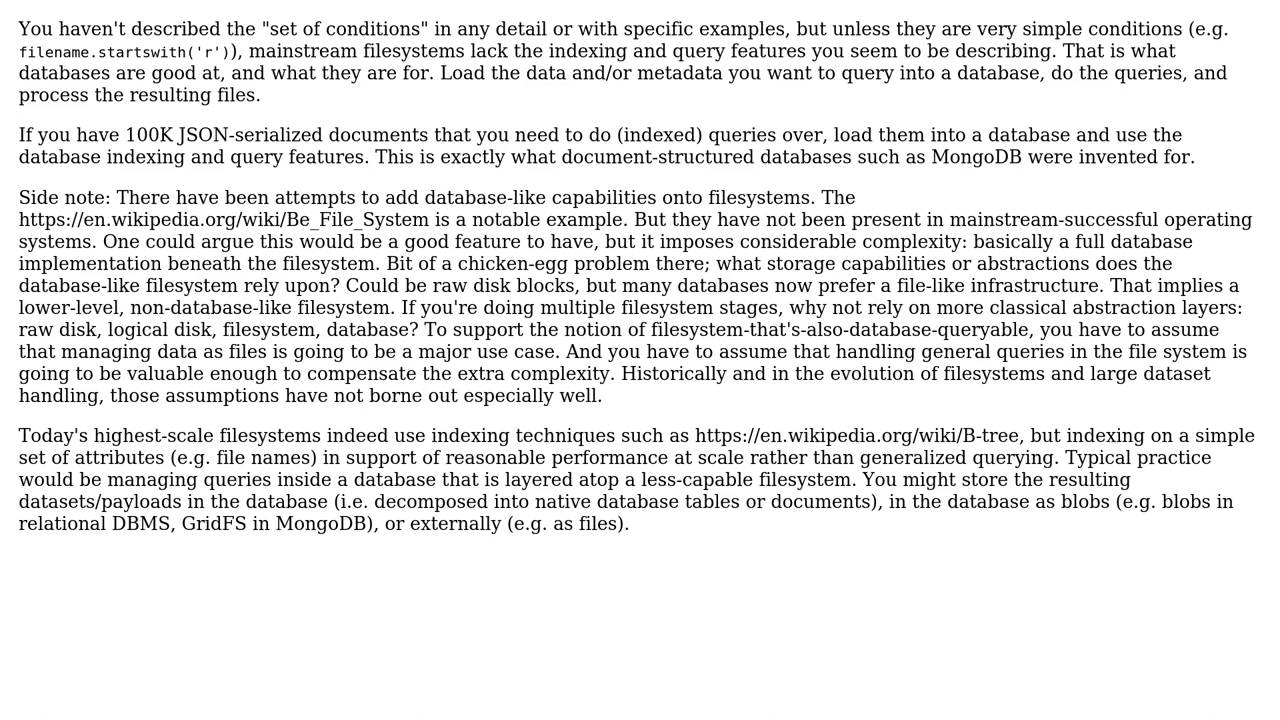 You haven't described the "set of conditions" in any detail or with specific examples, but unless they are very simple conditions (e.g.
filename.startswith('r')), mainstream filesystems lack the indexing and query features you seem to be describing. That is what
databases are good at, and what they are for. Load the data and/or metadata you want to query into a database, do the queries, and
process the resulting files.
If you have 100K JSON-serialized documents that you need to do (indexed) queries over, load them into a database and use the
database indexing and query features. This is exactly what document-structured databases such as MongoDB were invented for.
Side note: There have been attempts to add database-like capabilities onto filesystems. The
https://en.wikipedia.org/wiki/Be_File_System is a notable example. But they have not been present in mainstream-successful operating
systems. One could argue this would be a good feature to have, but it imposes considerable complexity: basically a full database
implementation beneath the filesystem. Bit of a chicken-egg problem there; what storage capabilities or abstractions does the
database-like filesystem rely upon? Could be raw disk blocks, but many databases now prefer a file-like infrastructure. That implies a
lower-level, non-database-like filesystem. If you're doing multiple filesystem stages, why not rely on more classical abstraction layers:
raw disk, logical disk, filesystem, database? To support the notion of filesystem-that's-also-database-queryable, you have to assume
that managing data as files is going to be a major use case. And you have to assume that handling general queries in the file system is
going to be valuable enough to compensate the extra complexity. Historically and in the evolution of filesystems and large dataset
handling, those assumptions have not borne out especially well.
Today's highest-scale filesystems indeed use indexing techniques such as https://en.wikipedia.org/wiki/B-tree, but indexing on a simple
set of attributes (e.g. file names) in support of reasonable performance at scale rather than generalized querying. Typical practice
would be managing queries inside a database that is layered atop a less-capable filesystem. You might store the resulting
datasets/payloads in the database (i.e. decomposed into native database tables or documents), in the database as blobs (e.g. blobs in
relational DBMS, GridFS in MongoDB), or externally (e.g. as files).